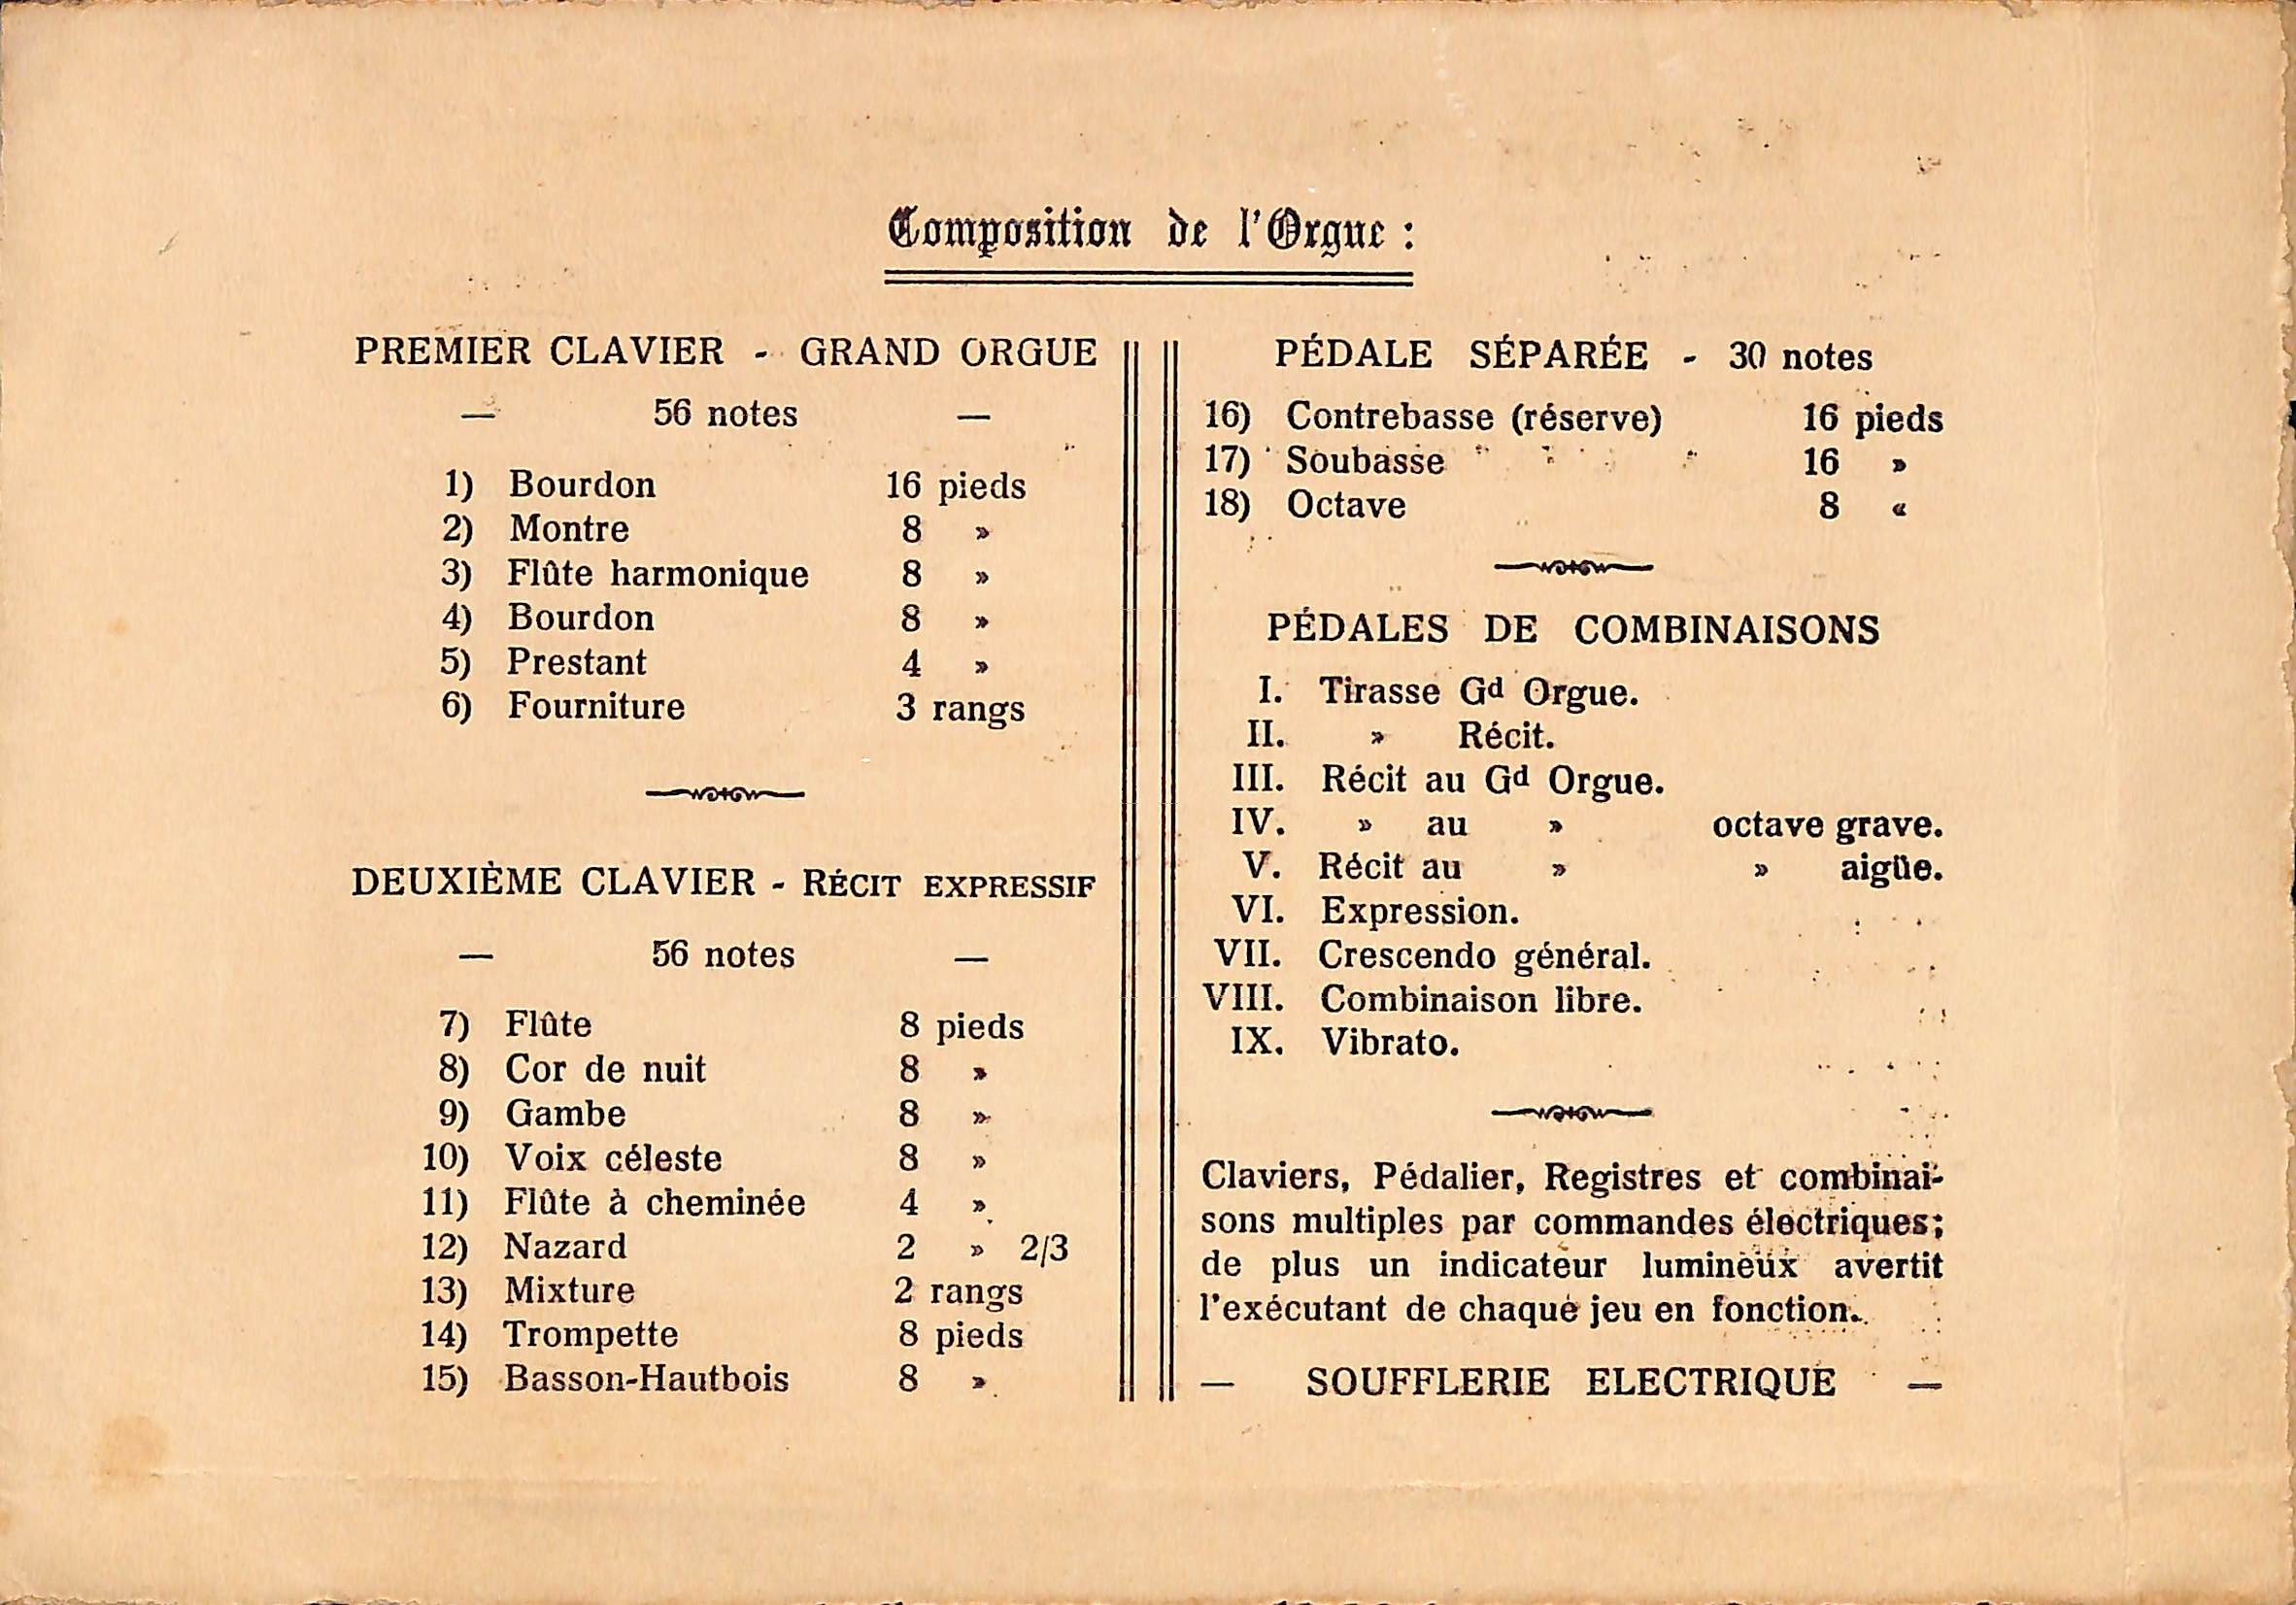 Composition de l'Orgue :
PREMIER CLAVIER - GRAND ORGUE
— 56 notes —
1) Bourdon 16 pieds
2) Montre 8 »
3) Flûte harmonique 8 »
4) Bourdon 8 »
5) Prestant 4 »
6) Fourniture 3 rangs
DEUXIÈME CLAVIER - RÉCIT EXPRESSIF
— 56 notes —
7) Flûte 8 pieds
8) Cor de nuit 8 »
9) Gambe 8 »
10) Voix céleste 8 »
11) Flûte à cheminée 4 »
12) Nazard 2 » 2/3
13) Mixture 2 rangs
14) Trompette 8 pieds
15) Basson-Hautbois 8 »
PÉDALE SÉPARÉE - 30 notes
16) Contrebasse (réserve) 16 pieds
17) Soubasse 16 »
18) Octave 8 «
PÉDALES DE COMBINAISONS
I. Tirasse Gd Orgue.
II. » Récit.
III. Récit au Gd Orgue.
IV. » au » octave grave.
V. Récit au » » aigüe.
VI. Expression.
VII. Crescendo général.
VIII. Combinaison libre.
IX. Vibrato.
Claviers, Pédalier, Registres et combinai-
sons multiples par commandes électriques;
de plus un indicateur lumineux avertit
l'exécutant de chaque jeu en fonction.
— SOUFFLERIE ELECTRIQUE —